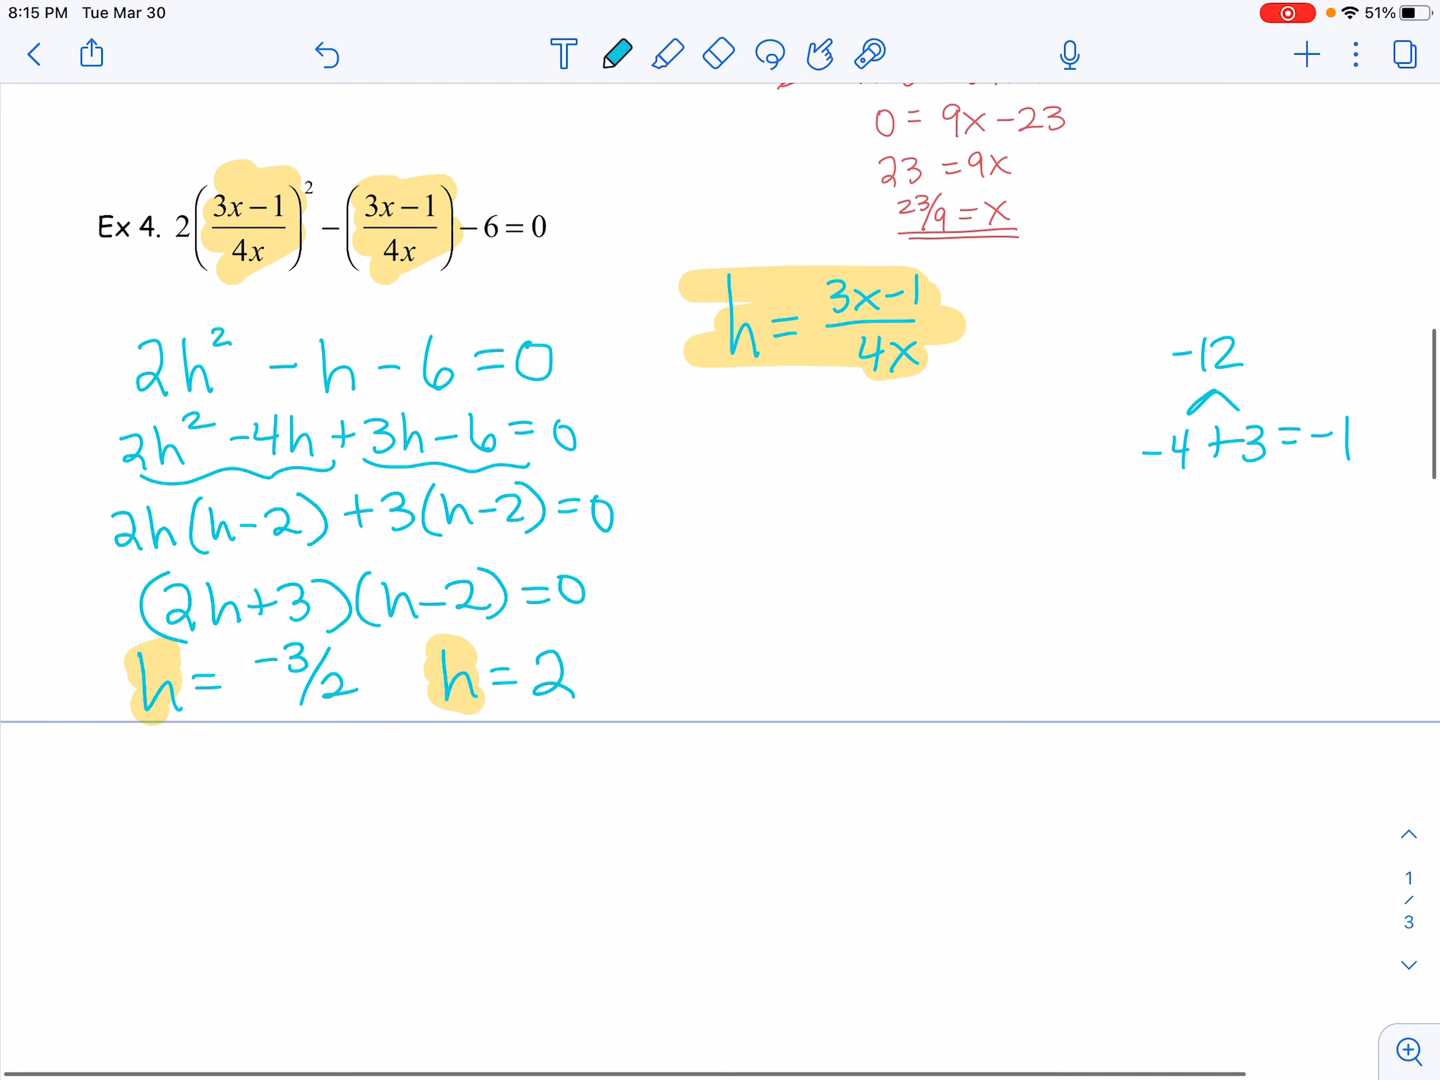 8:15 PM Tue Mar 30
51%
0 = 9x - 23
23 = 9x
23/9 = x
Ex 4. 2((3x - 1)/(4x))² - ((3x - 1)/(4x)) - 6 = 0
h = (3x - 1)/(4x)
2h² - h - 6 = 0
2h² - 4h + 3h - 6 = 0
2h(h - 2) + 3(h - 2) = 0
(2h + 3)(h - 2) = 0
h = -3/2 h = 2
-12
-4 + 3 = -1
1
/
3